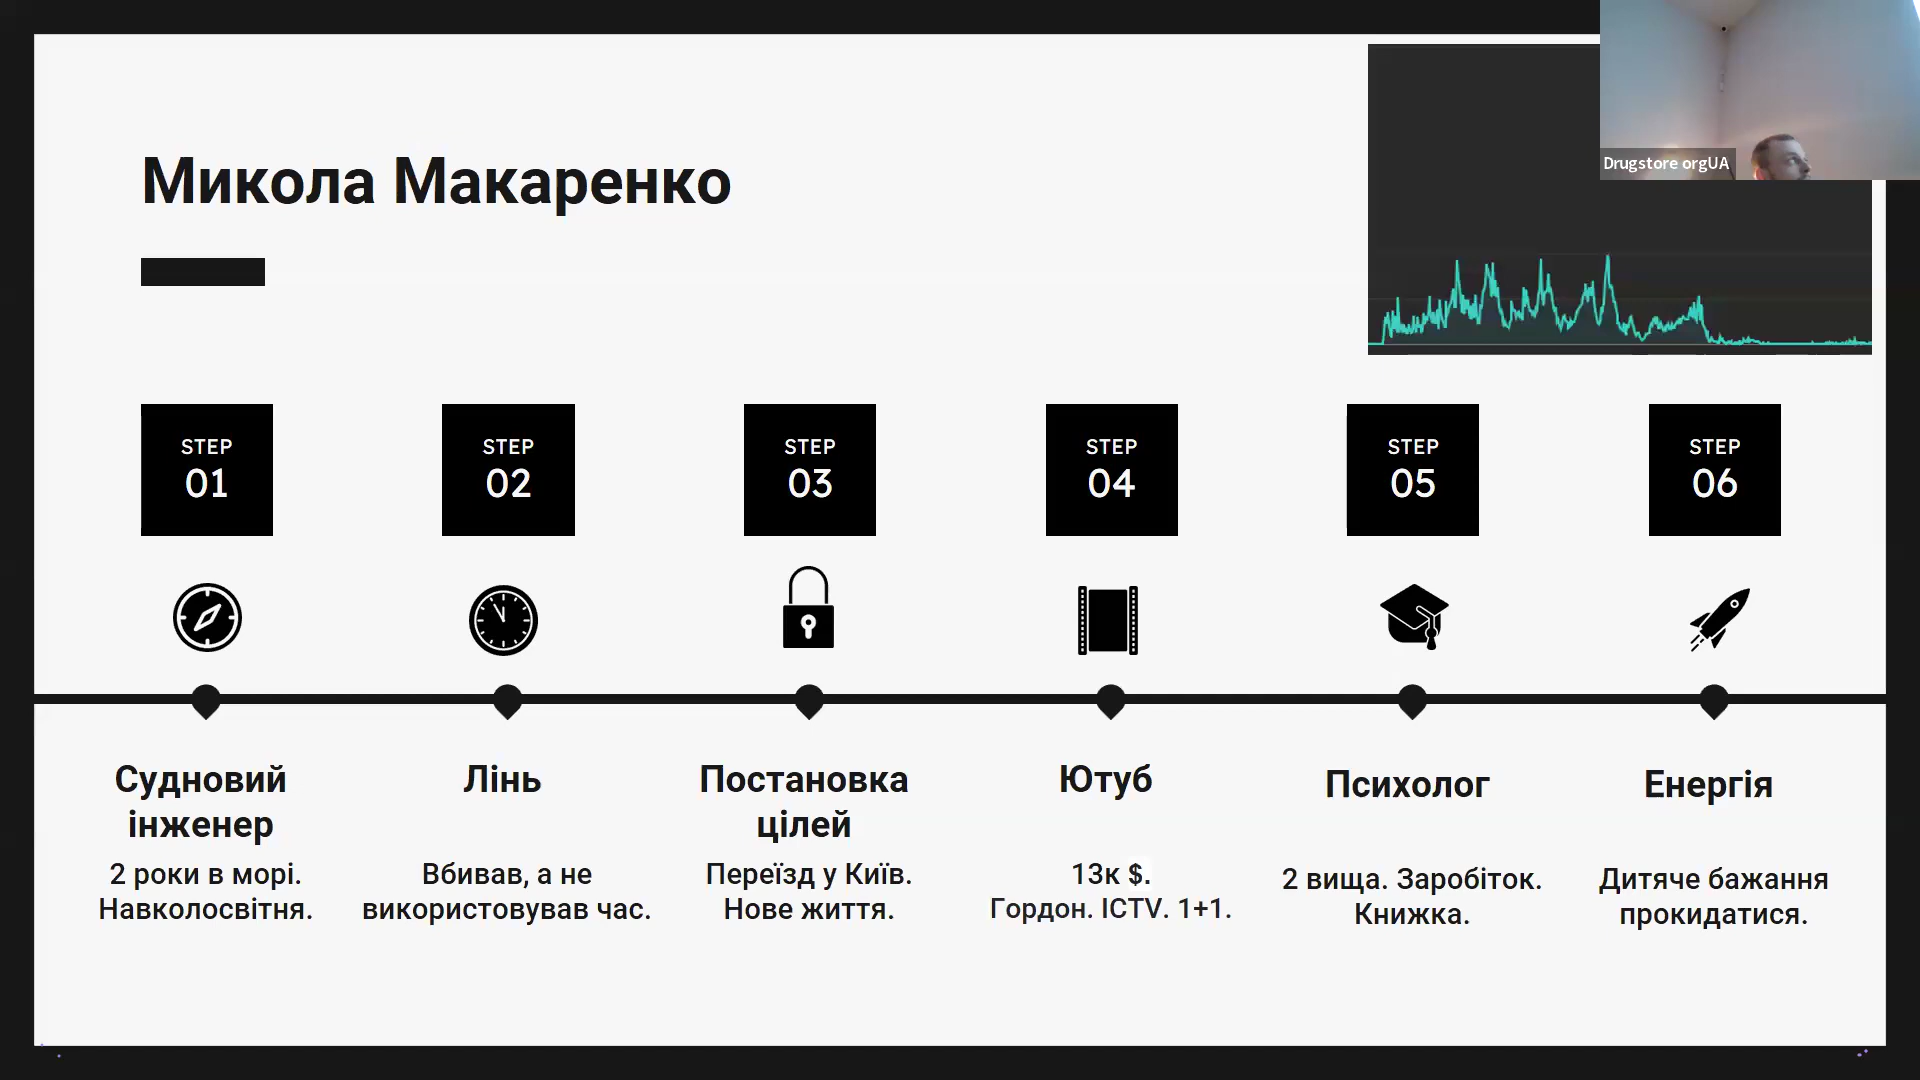 Drugstore orgUA
Микола Макаренко
STEP
01
STEP
02
STEP
03
STEP
04
STEP
05
STEP
06
Судновий
інженер
2 роки в морі.
Навколосвітня.
Лінь
Вбивав, а не
використовував час.
Постановка
цілей
Переїзд у Київ.
Нове життя.
Ютуб
13к $.
Гордон. ICTV. 1+1.
Психолог
2 вища. Заробіток.
Книжка.
Енергія
Дитяче бажання
прокидатися.